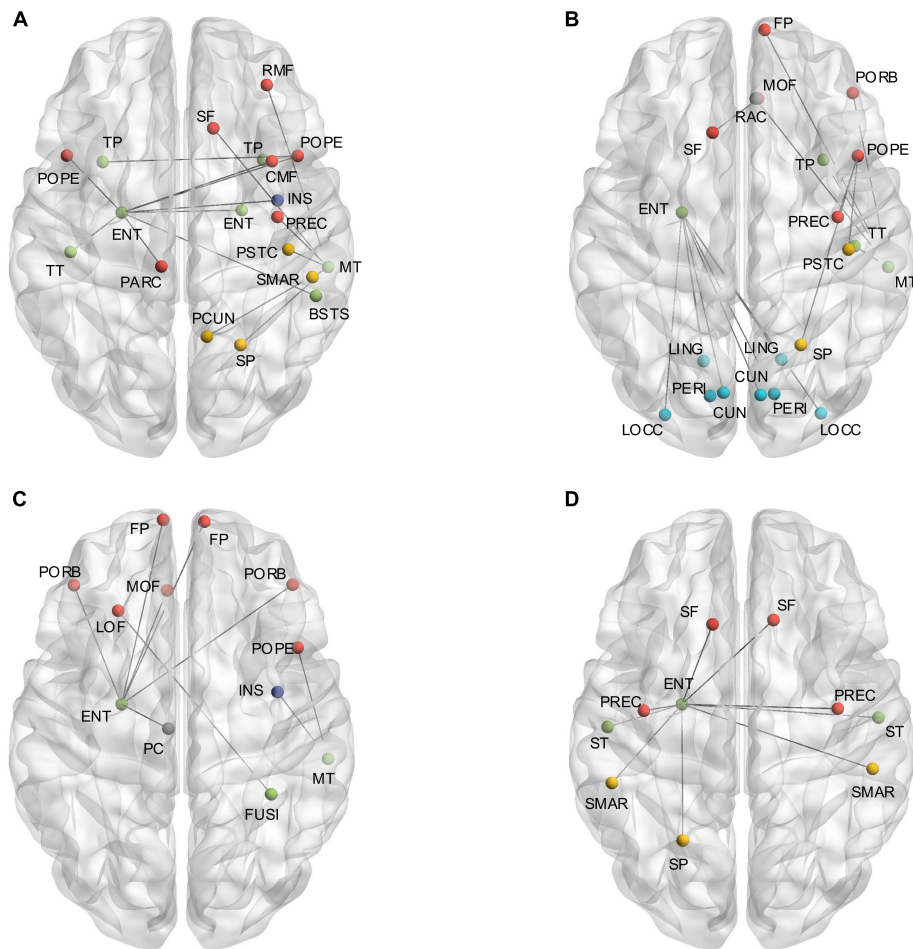 A
RMF
SF
TP
TP
POPE
POPE
CMF
INS
ENT
ENT
PREC
PSTC
TT
PARC
SMAR
MT
BSTS
PCUN
SP
B
FP
MOF
PORB
RAC
SF
POPE
TP
ENT
PREC
TT
PSTC
MT
LING
LING
SP
PERI
CUN
CUN
PERI
LOCC
LOCC
C
FP
FP
PORB
MOF
PORB
LOF
POPE
INS
ENT
PC
MT
FUSI
D
SF
SF
ENT
PREC
PREC
ST
ST
SMAR
SMAR
SP